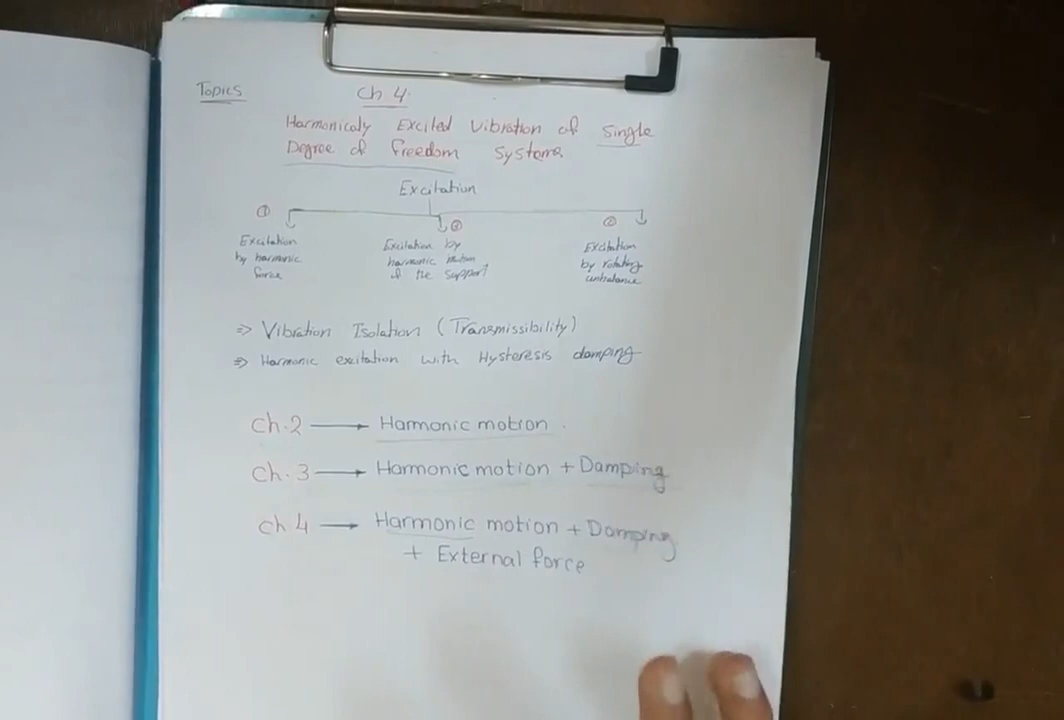 Topics
Ch 4.
Harmonicaly Excited Vibration of Single
Degree of freedom Systems
Excitation
①
②
Excitation
by harmonic
force
Excitation by
harmonic motion
of the support
Excitation
by rotating
unbalance
⇒ Vibration Isolation (Transmissibility)
⇒ Harmonic excitation with Hysteresis damping
Ch.2 → Harmonic motion.
Ch.3 → Harmonic motion + Damping
Ch 4 → Harmonic motion + Damping
+ External force